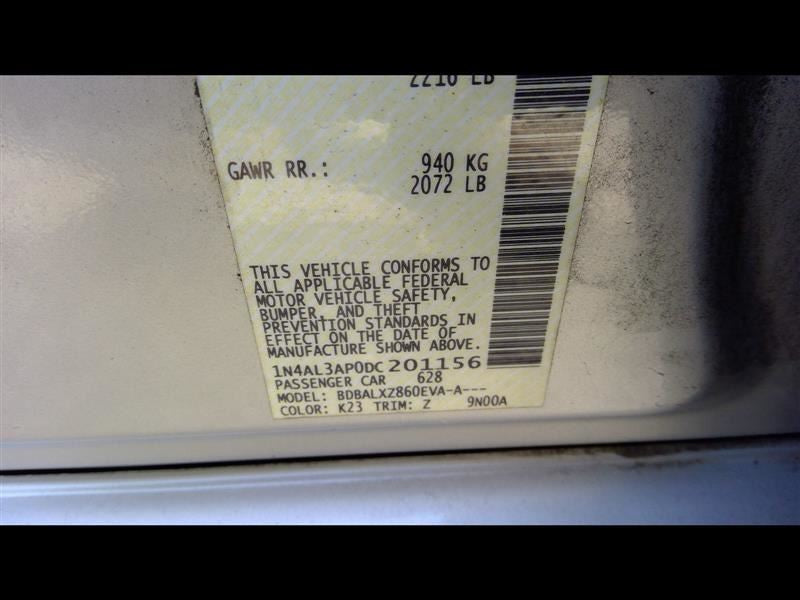 2210 LB
GAWR RR.: 940 KG
2072 LB
THIS VEHICLE CONFORMS TO
ALL APPLICABLE FEDERAL
MOTOR VEHICLE SAFETY,
BUMPER, AND THEFT
PREVENTION STANDARDS IN
EFFECT ON THE DATE OF
MANUFACTURE SHOWN ABOVE.
1N4AL3AP0DC201156
PASSENGER CAR 628
MODEL: BDBALXZ860EVA-A---
COLOR: K23 TRIM: Z 9N00A